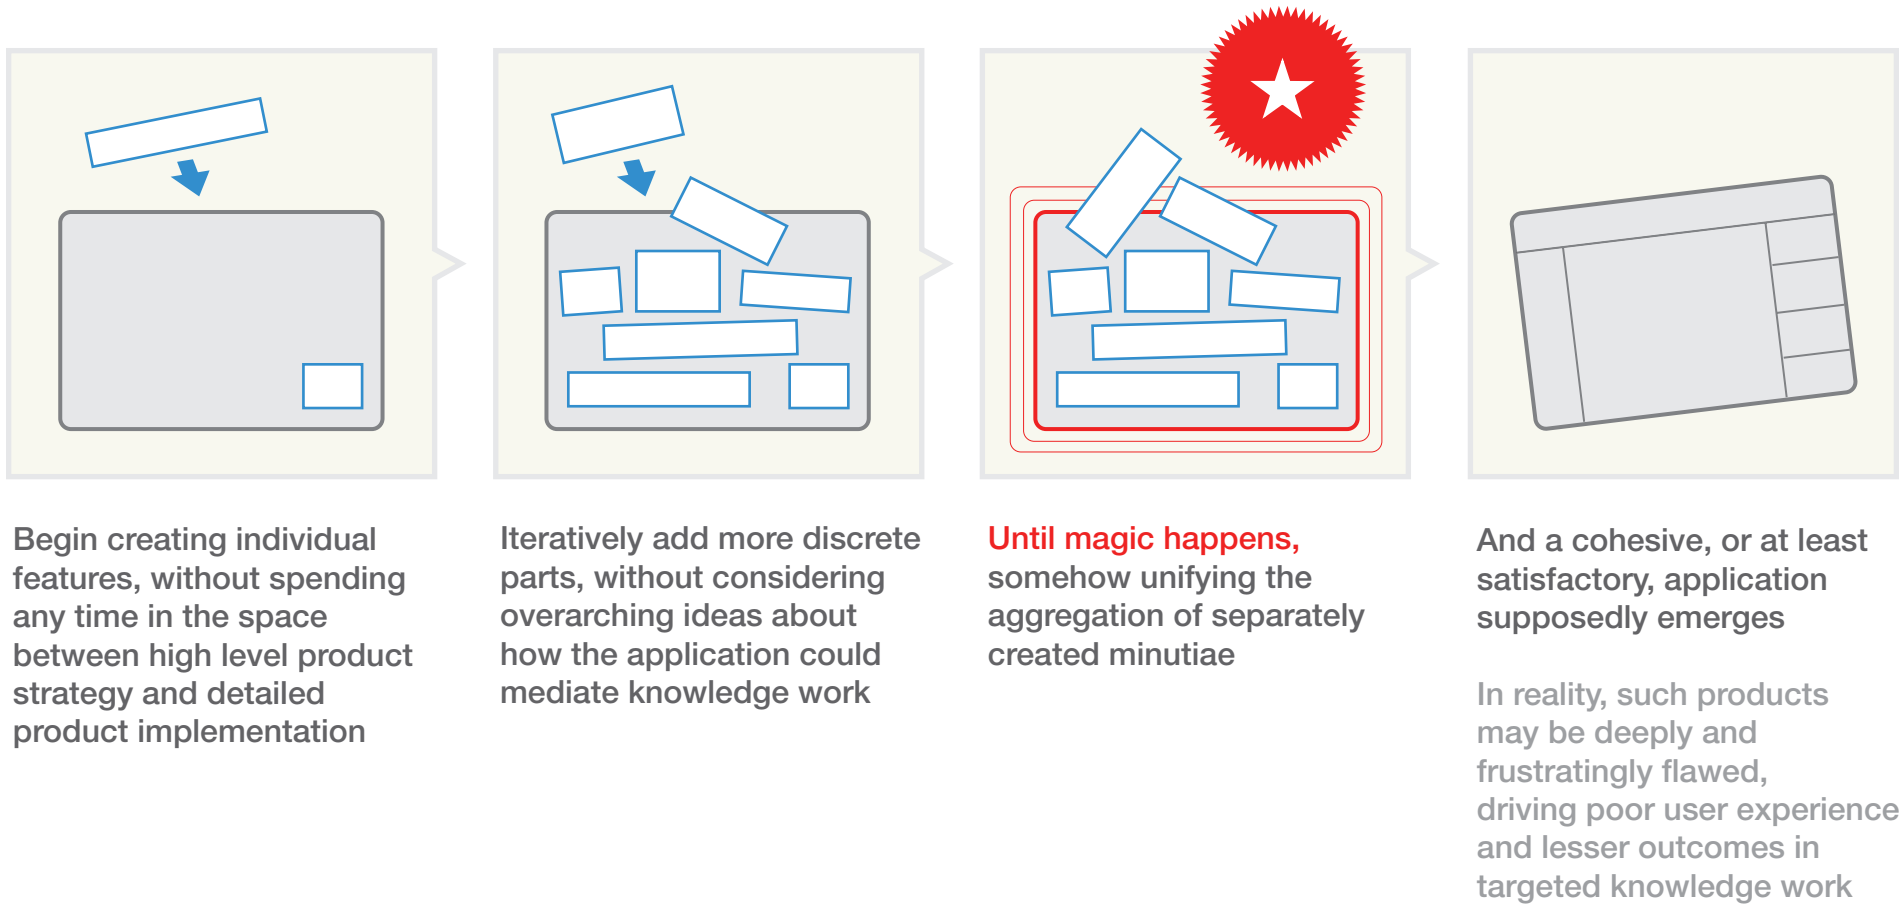 Begin creating individual
features, without spending
any time in the space
between high level product
strategy and detailed
product implementation
Iteratively add more discrete
parts, without considering
overarching ideas about
how the application could
mediate knowledge work
Until magic happens,
somehow unifying the
aggregation of separately
created minutiae
And a cohesive, or at least
satisfactory, application
supposedly emerges
In reality, such products
may be deeply and
frustratingly flawed,
driving poor user experience
and lesser outcomes in
targeted knowledge work